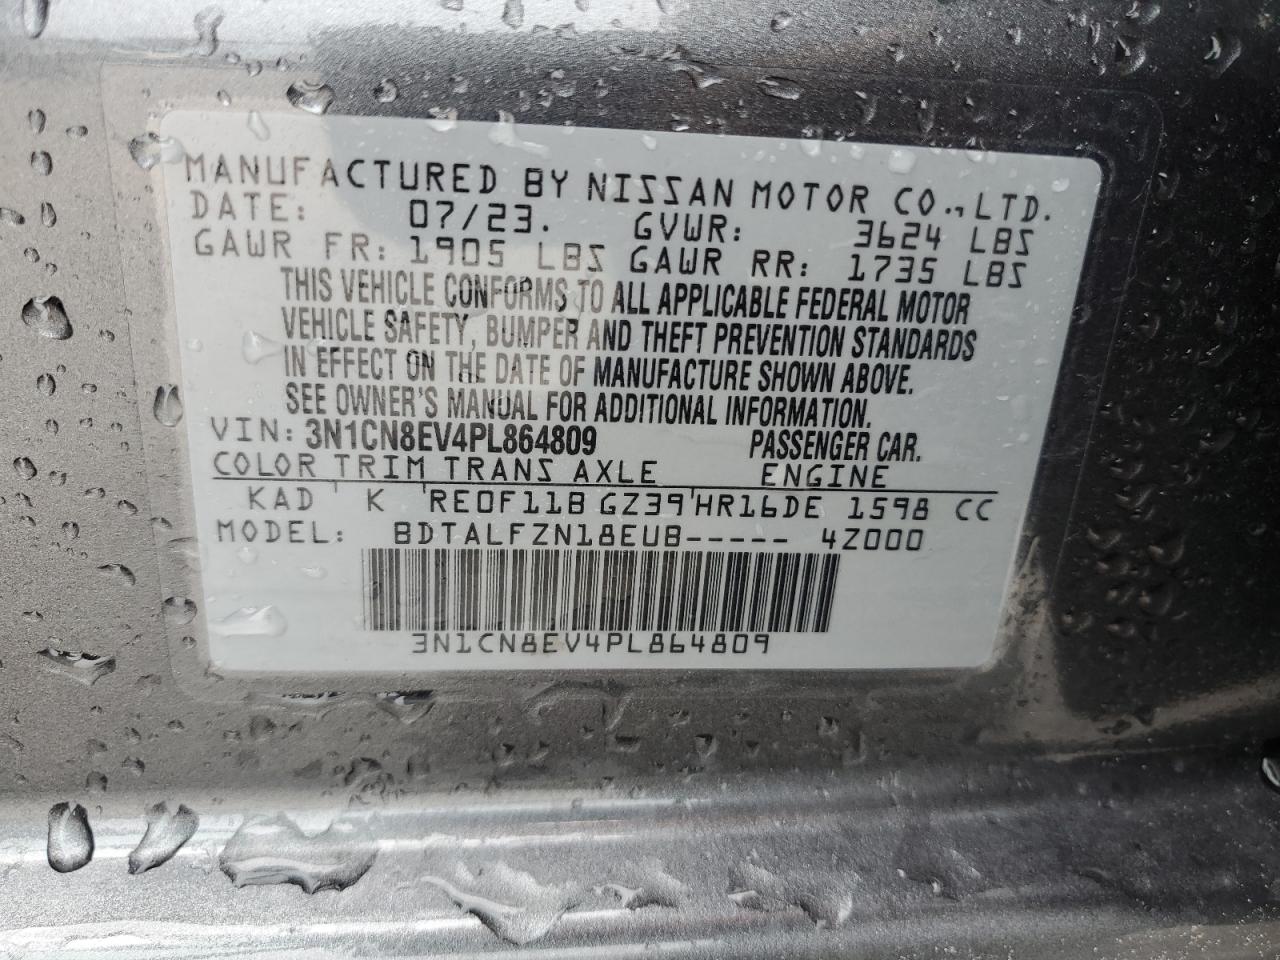 MANUFACTURED BY NISSAN MOTOR CO., LTD.
DATE: 07/23. GVWR: 3624 LBS
GAWR FR: 1905 LBS GAWR RR: 1735 LBS
THIS VEHICLE CONFORMS TO ALL APPLICABLE FEDERAL MOTOR
VEHICLE SAFETY, BUMPER AND THEFT PREVENTION STANDARDS
IN EFFECT ON THE DATE OF MANUFACTURE SHOWN ABOVE.
SEE OWNER'S MANUAL FOR ADDITIONAL INFORMATION.
VIN: 3N1CN8EV4PL864809 PASSENGER CAR.
COLOR TRIM TRANS AXLE ENGINE
KAD K RE0F11B GZ39 HR16DE 1598 CC
MODEL: BDTALFZN18EUB----- 4Z000
3N1CN8EV4PL864809